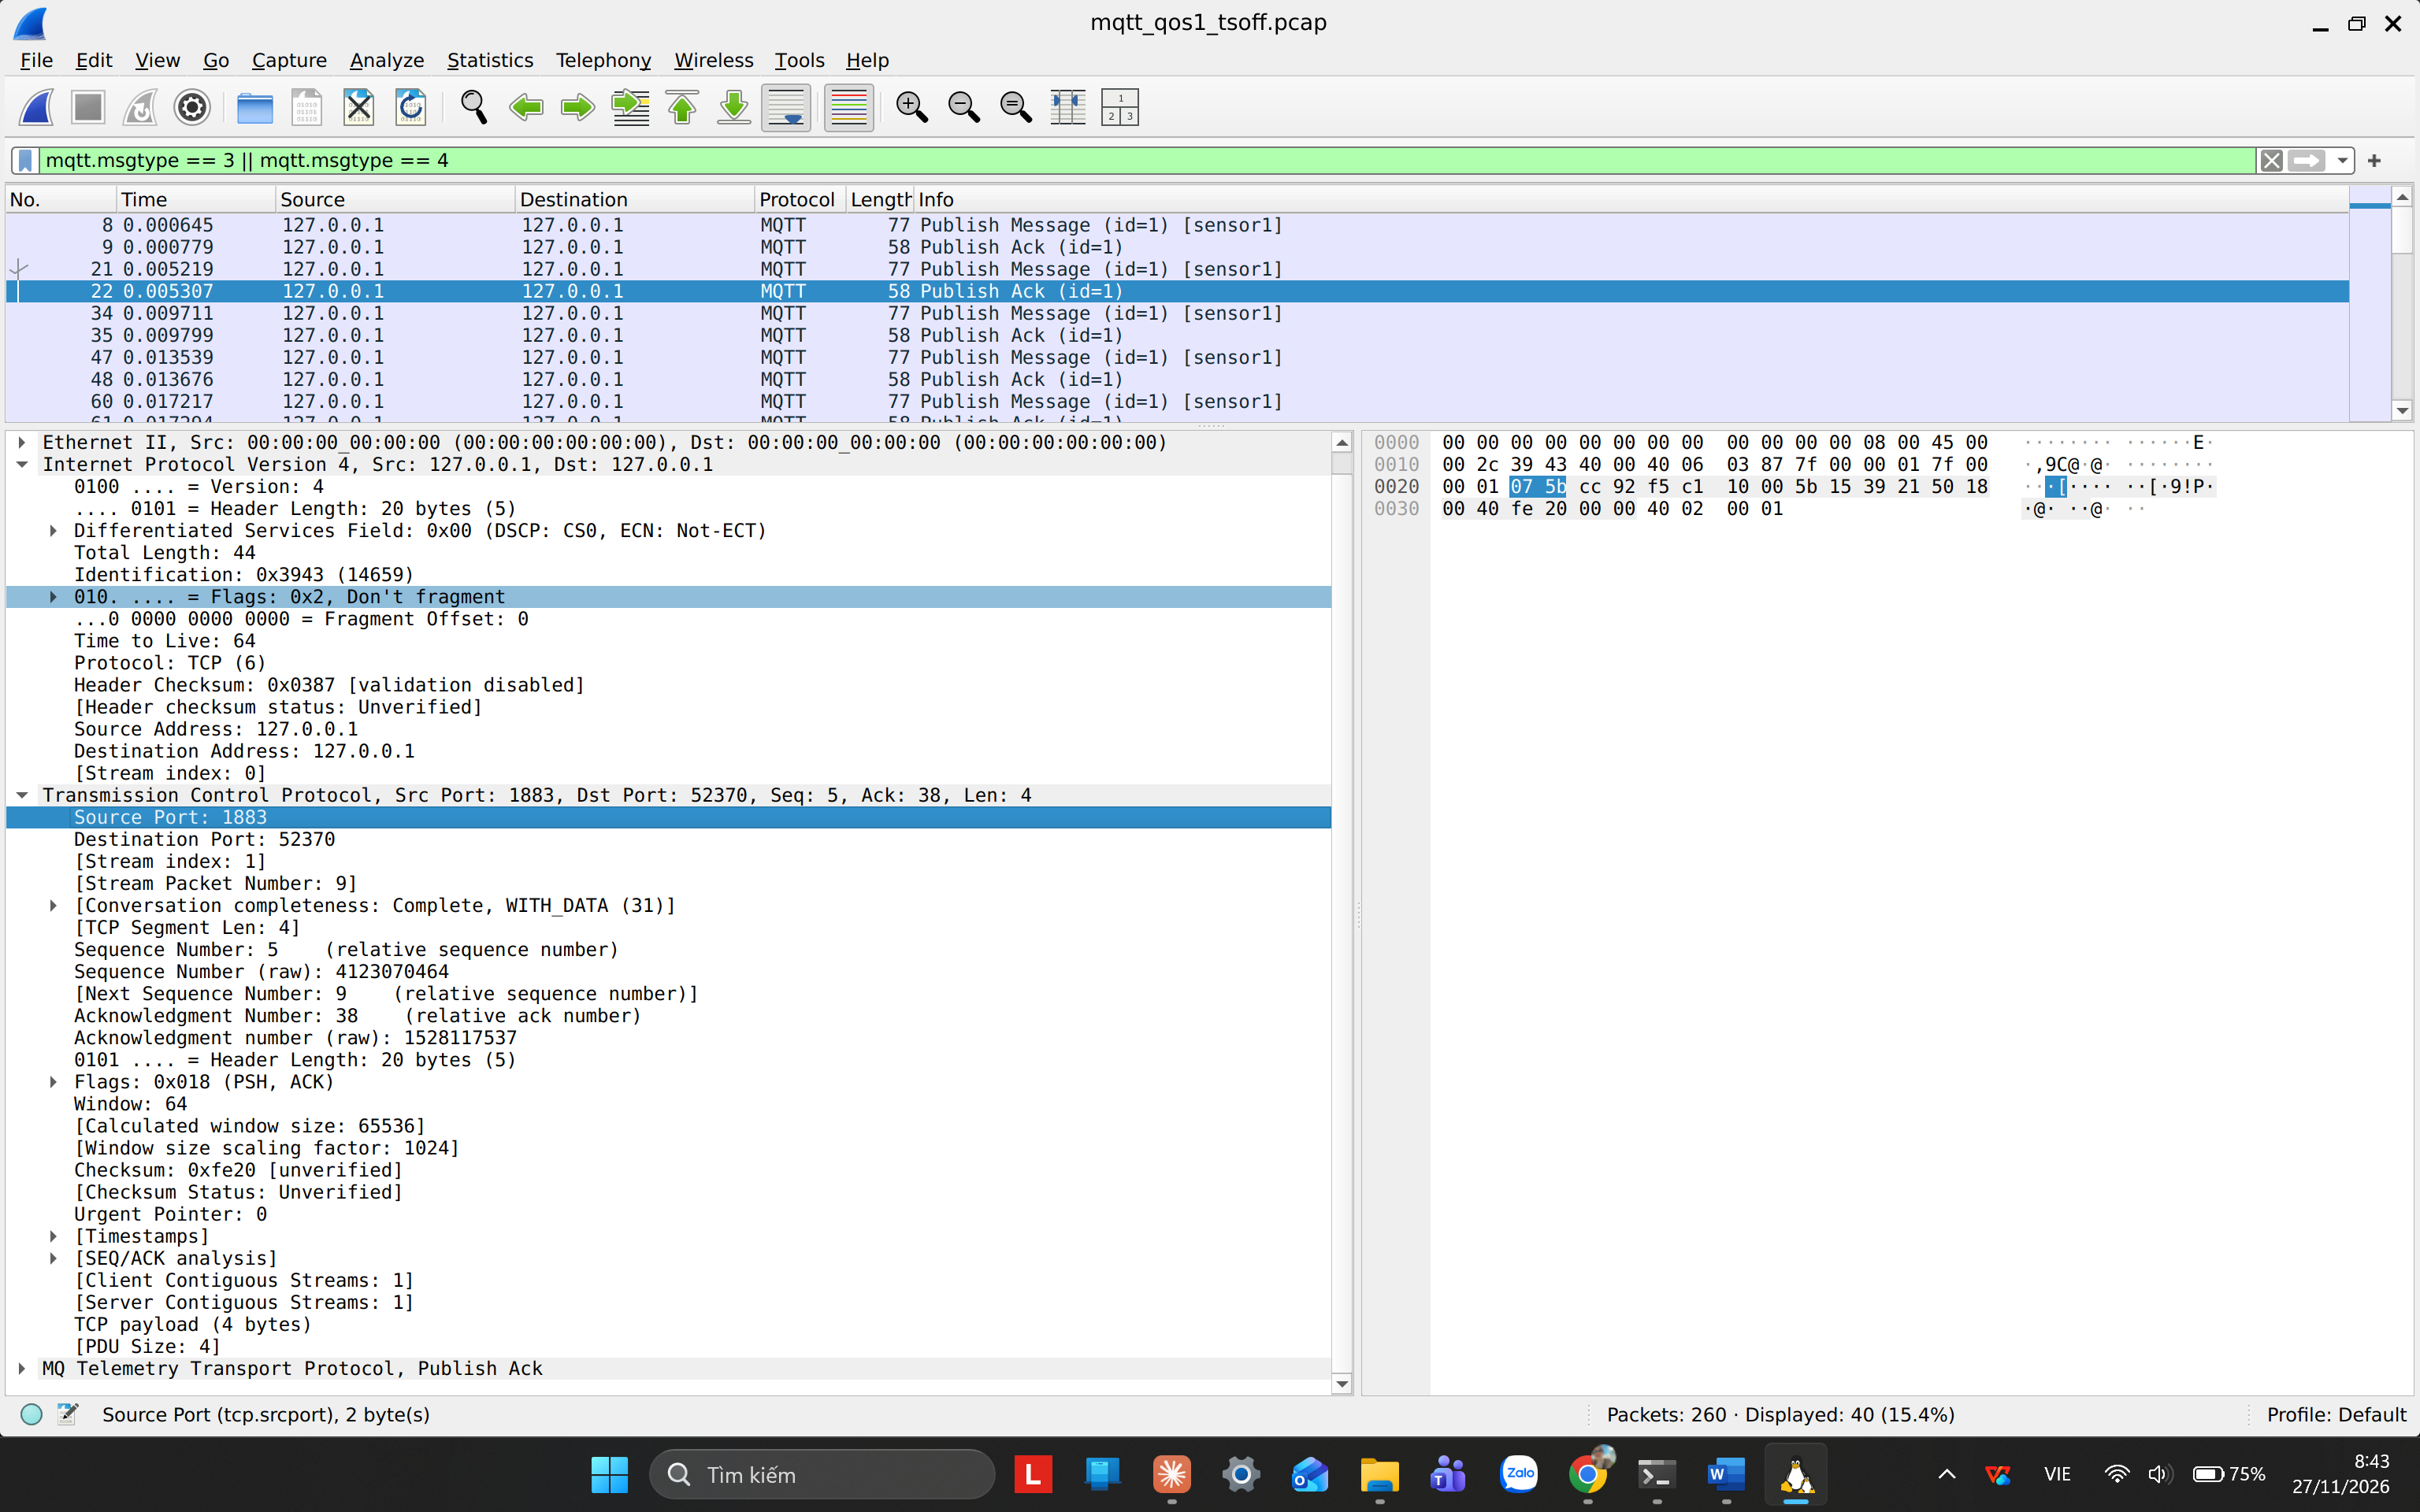 mqtt_qos1_tsoff.pcap
File Edit View Go Capture Analyze Statistics Telephony Wireless Tools Help
mqtt.msgtype == 3 || mqtt.msgtype == 4
No. Time Source Destination Protocol Length Info
8 0.000645 127.0.0.1 127.0.0.1 MQTT 77 Publish Message (id=1) [sensor1]
9 0.000779 127.0.0.1 127.0.0.1 MQTT 58 Publish Ack (id=1)
21 0.005219 127.0.0.1 127.0.0.1 MQTT 77 Publish Message (id=1) [sensor1]
22 0.005307 127.0.0.1 127.0.0.1 MQTT 58 Publish Ack (id=1)
34 0.009711 127.0.0.1 127.0.0.1 MQTT 77 Publish Message (id=1) [sensor1]
35 0.009799 127.0.0.1 127.0.0.1 MQTT 58 Publish Ack (id=1)
47 0.013539 127.0.0.1 127.0.0.1 MQTT 77 Publish Message (id=1) [sensor1]
48 0.013676 127.0.0.1 127.0.0.1 MQTT 58 Publish Ack (id=1)
60 0.017217 127.0.0.1 127.0.0.1 MQTT 77 Publish Message (id=1) [sensor1]
Ethernet II, Src: 00:00:00_00:00:00 (00:00:00:00:00:00), Dst: 00:00:00_00:00:00 (00:00:00:00:00:00)
Internet Protocol Version 4, Src: 127.0.0.1, Dst: 127.0.0.1
0100 .... = Version: 4
.... 0101 = Header Length: 20 bytes (5)
Differentiated Services Field: 0x00 (DSCP: CS0, ECN: Not-ECT)
Total Length: 44
Identification: 0x3943 (14659)
010. .... = Flags: 0x2, Don't fragment
...0 0000 0000 0000 = Fragment Offset: 0
Time to Live: 64
Protocol: TCP (6)
Header Checksum: 0x0387 [validation disabled]
[Header checksum status: Unverified]
Source Address: 127.0.0.1
Destination Address: 127.0.0.1
[Stream index: 0]
Transmission Control Protocol, Src Port: 1883, Dst Port: 52370, Seq: 5, Ack: 38, Len: 4
Source Port: 1883
Destination Port: 52370
[Stream index: 1]
[Stream Packet Number: 9]
[Conversation completeness: Complete, WITH_DATA (31)]
[TCP Segment Len: 4]
Sequence Number: 5 (relative sequence number)
Sequence Number (raw): 4123070464
[Next Sequence Number: 9 (relative sequence number)]
Acknowledgment Number: 38 (relative ack number)
Acknowledgment number (raw): 1528117537
0101 .... = Header Length: 20 bytes (5)
Flags: 0x018 (PSH, ACK)
Window: 64
[Calculated window size: 65536]
[Window size scaling factor: 1024]
Checksum: 0xfe20 [unverified]
[Checksum Status: Unverified]
Urgent Pointer: 0
[Timestamps]
[SEQ/ACK analysis]
[Client Contiguous Streams: 1]
[Server Contiguous Streams: 1]
TCP payload (4 bytes)
[PDU Size: 4]
MQ Telemetry Transport Protocol, Publish Ack
0000 00 00 00 00 00 00 00 00 00 00 00 00 08 00 45 00 ········ ······E·
0010 00 2c 39 43 40 00 40 06 03 87 7f 00 00 01 7f 00 ·,9C@·@· ········
0020 00 01 07 5b cc 92 f5 c1 10 00 5b 15 39 21 50 18 ···[···· ··[·9!P·
0030 00 40 fe 20 00 00 40 02 00 01 ·@· ··@· ··
Source Port (tcp.srcport), 2 byte(s)
Packets: 260 · Displayed: 40 (15.4%)
Profile: Default
Tìm kiếm
L
Zalo
VIE
75%
8:43
27/11/2026